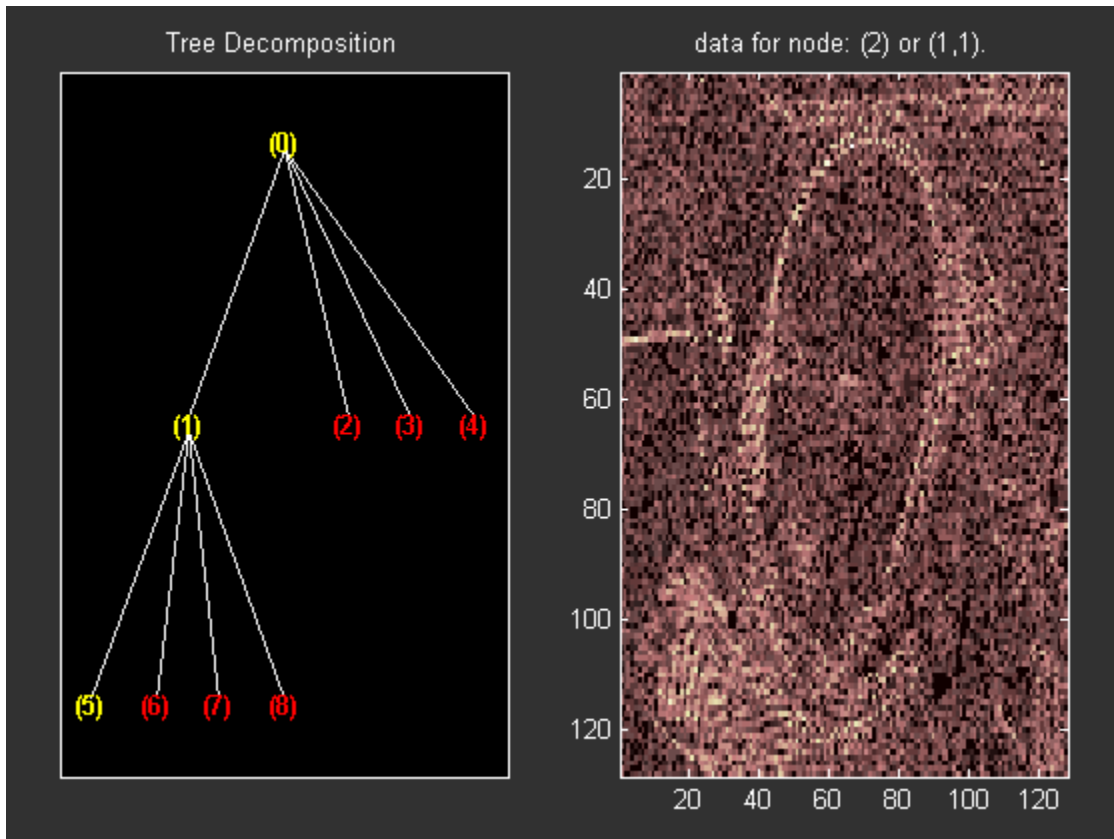 Tree Decomposition
(0)
(1) (2) (3) (4)
(5) (6) (7) (8)
data for node: (2) or (1,1).
20
40
60
80
100
120
20 40 60 80 100 120